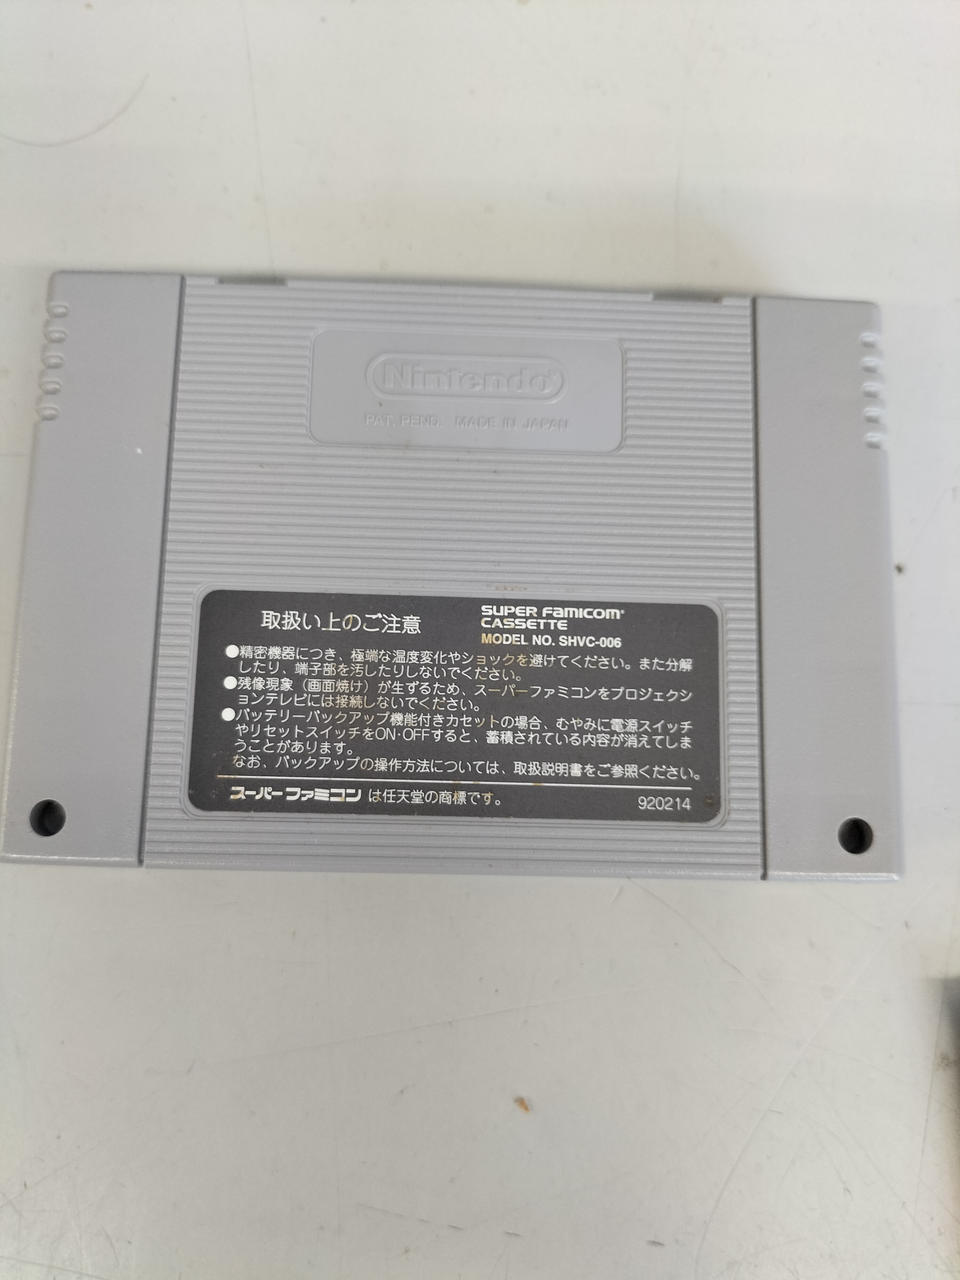 Nintendo®
PAT. PEND. MADE IN JAPAN
取扱い上のご注意
SUPER FAMICOM®
CASSETTE
MODEL NO. SHVC-006
●精密機器につき、極端な温度変化やショックを避けてください。また分解
したり、端子部を汚したりしないでください。
●残像現象（画面焼け）が生ずるため、スーパーファミコンをプロジェクシ
ョンテレビには接続しないでください。
●バッテリーバックアップ機能付きカセットの場合、むやみに電源スイッチ
やリセットスイッチをON・OFFすると、蓄積されている内容が消えてしま
うことがあります。
なお、バックアップの操作方法については、取扱説明書をご参照ください。
スーパーファミコン は任天堂の商標です。
920214